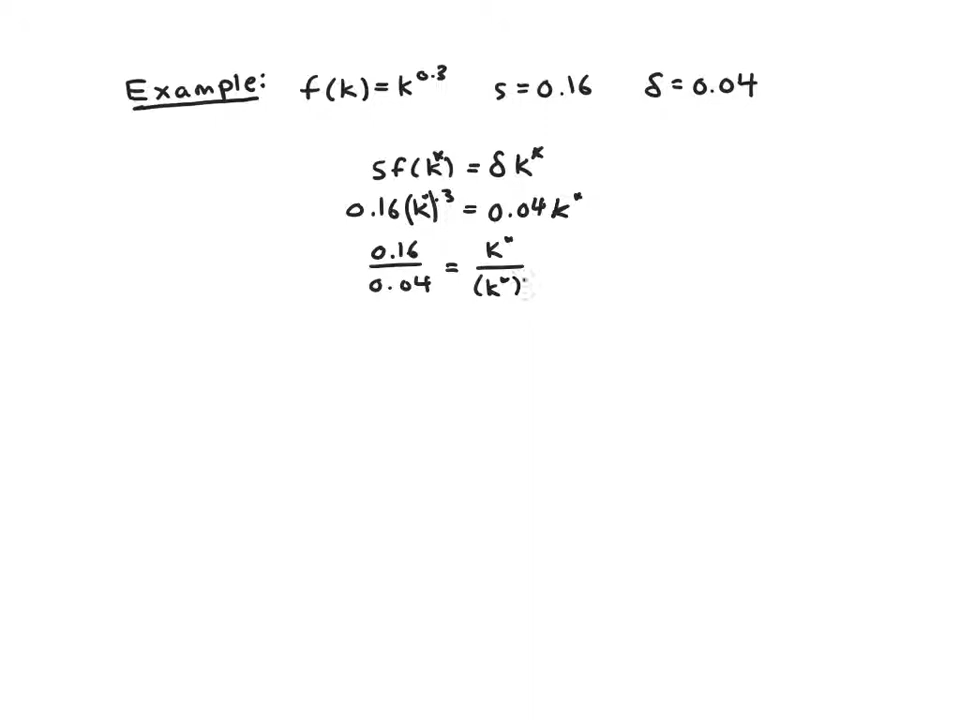 Example: f(k)=k^0.3 s=0.16 δ=0.04
sf(k*)=δk*
0.16(k*)^.3=0.04k*
0.16/0.04 = k*/(k*)^.